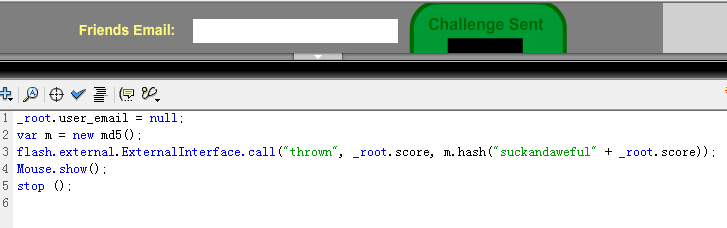 Friends Email:
Challenge Sent
1 _root.user_email = null;
2 var m = new md5();
3 flash.external.ExternalInterface.call("thrown", _root.score, m.hash("suckandaweful" + _root.score));
4 Mouse.show();
5 stop ();
6